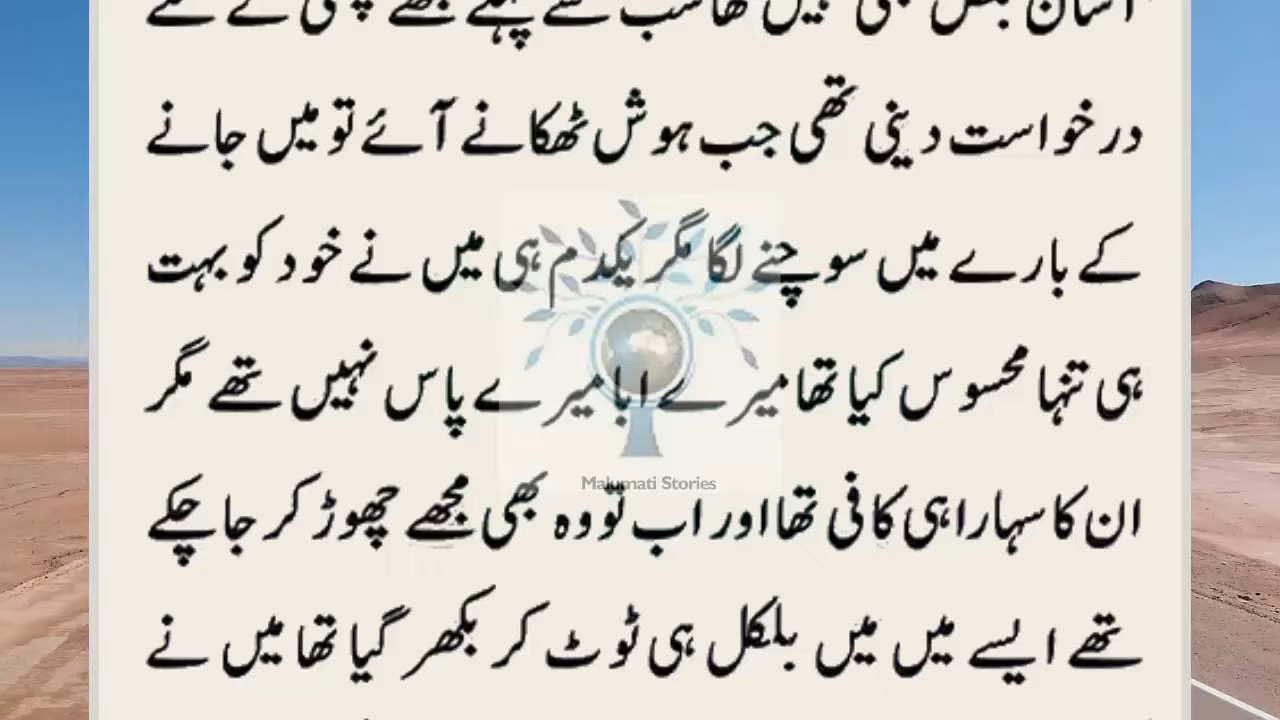 درخواست دینی تھی جب ہوش ٹھکانے آئے تو میں جانے
کے بارے میں سوچنے لگا مگر یکدم ہی میں نے خود کو بہت
ہی تنہا محسوس کیا تھا میرے ابا میرے پاس نہیں تھے مگر
Malumati Stories
ان کا سہارا ہی کافی تھا اور اب تو وہ بھی مجھے چھوڑ کر جا چکے
تھے ایسے میں میں بلکل ہی ٹوٹ کر بکھر گیا تھا میں نے